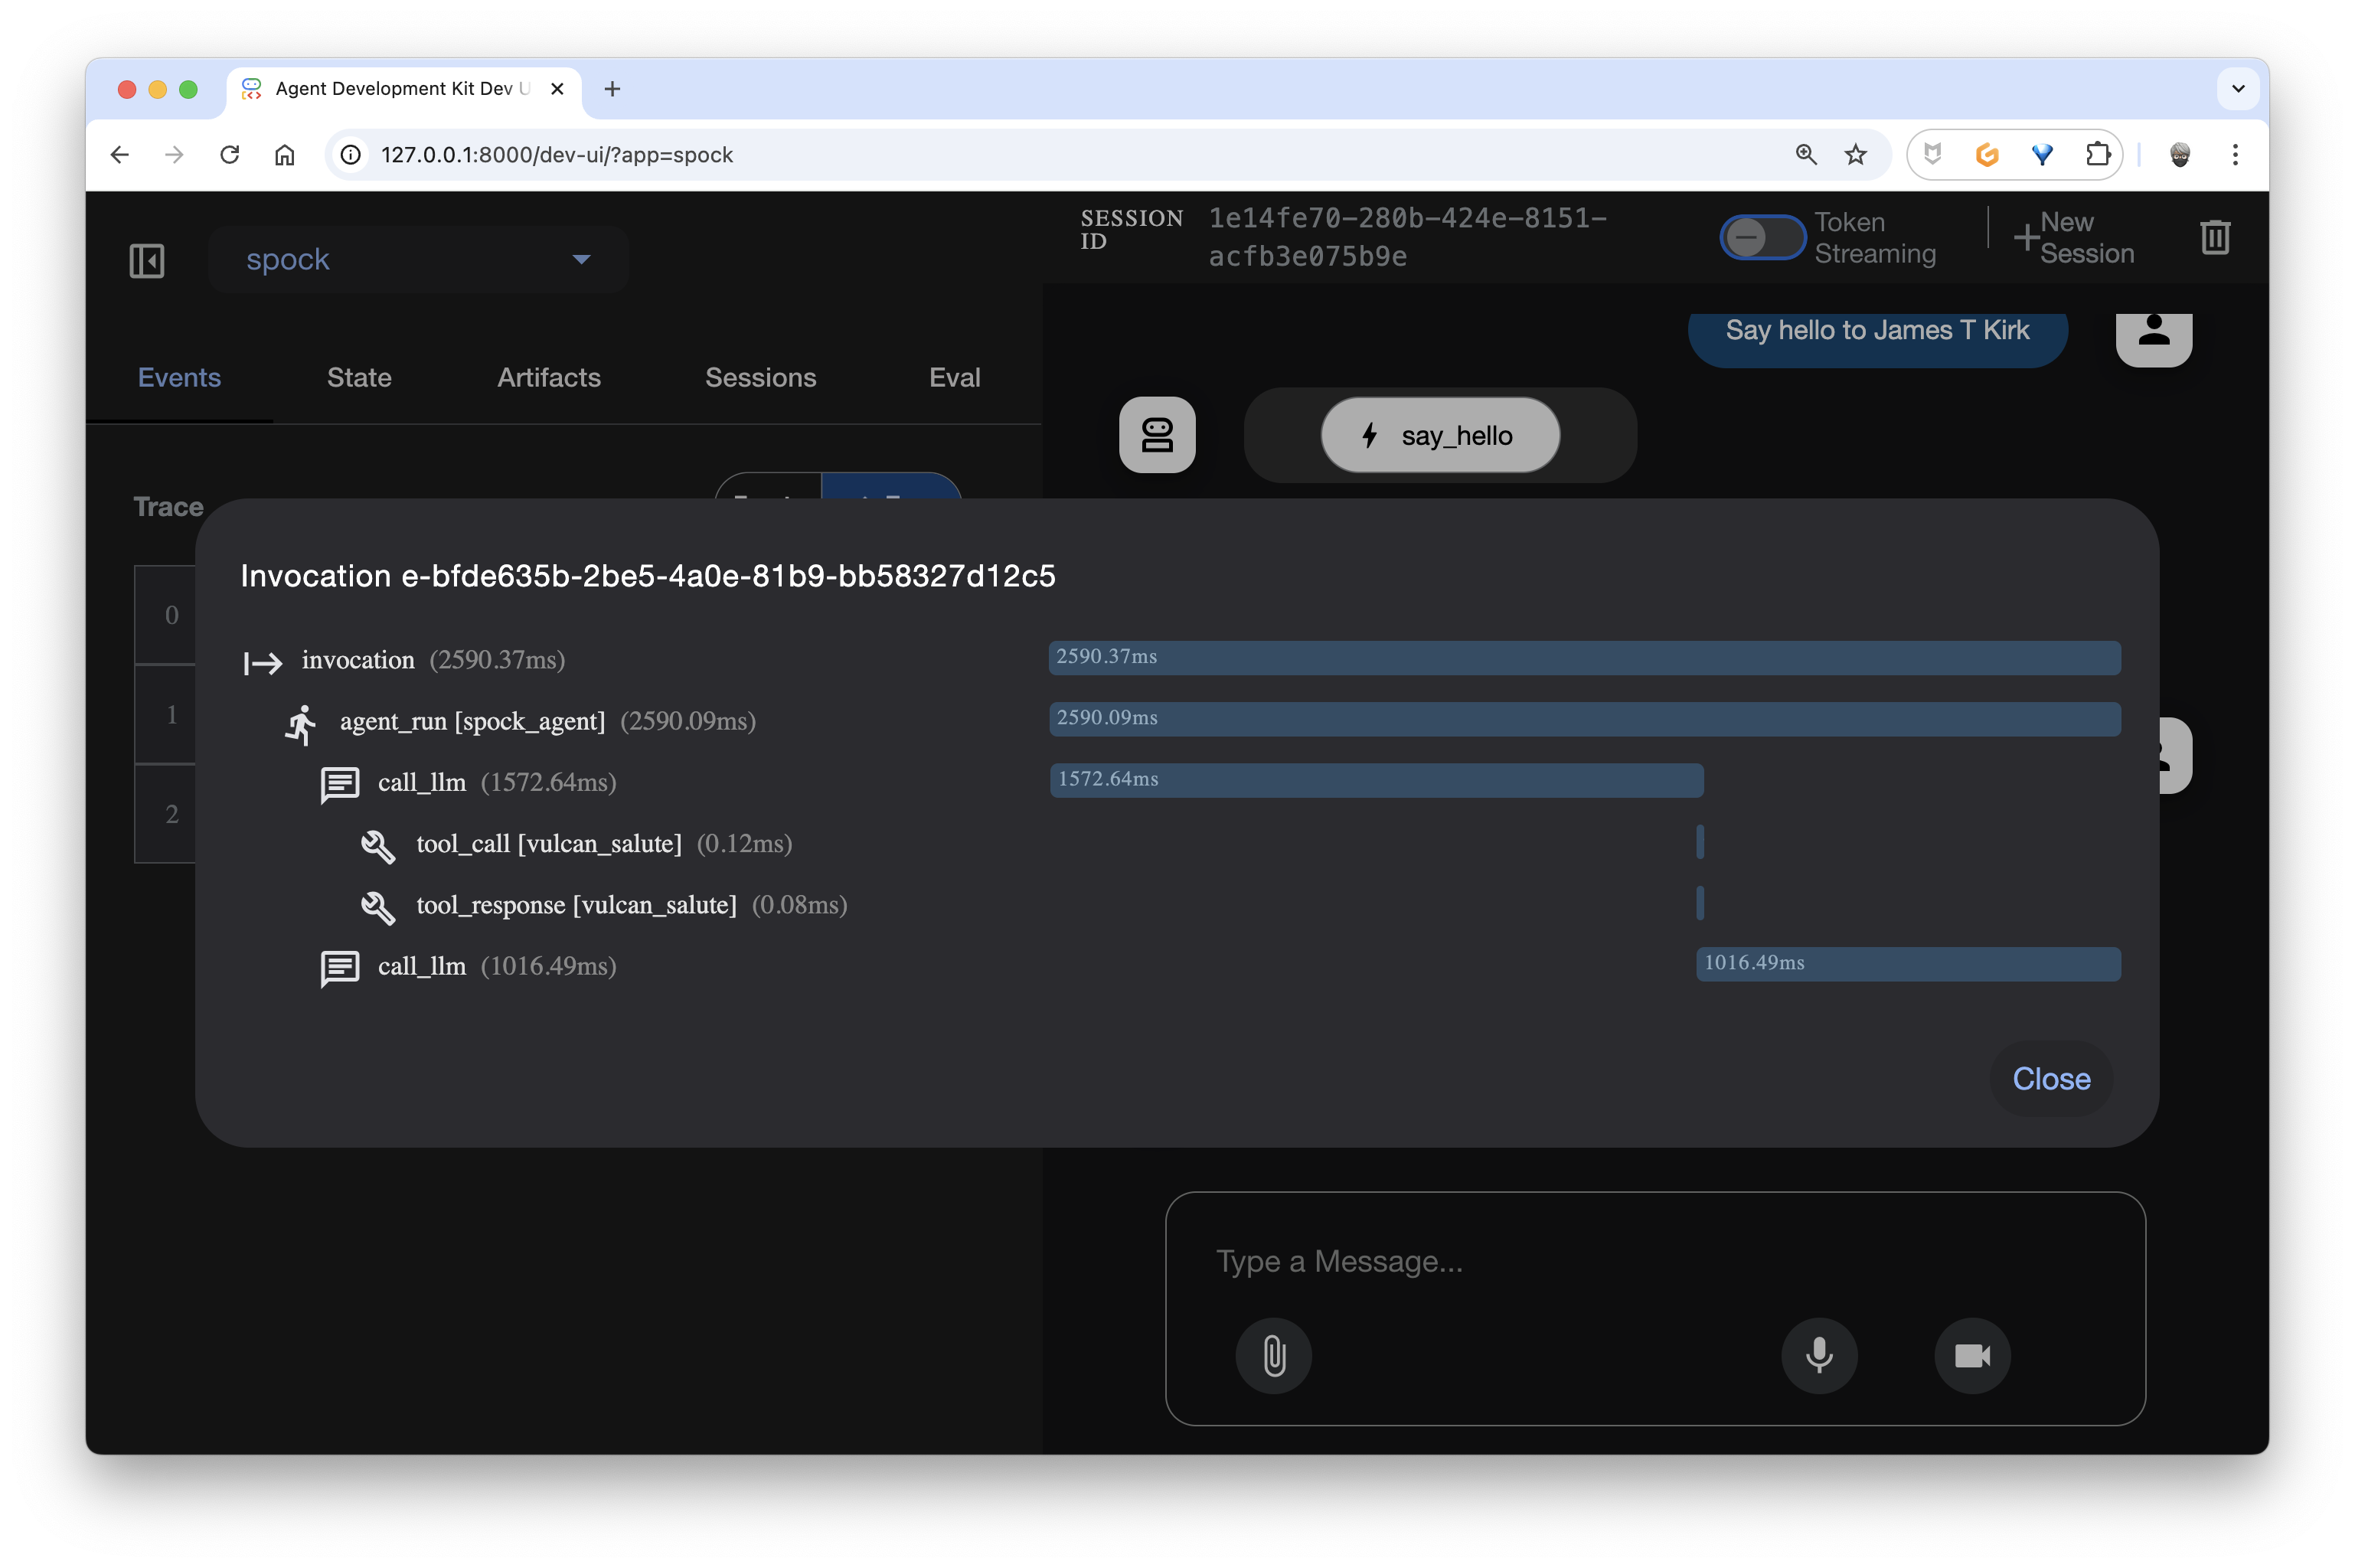 Agent Development Kit Dev U
127.0.0.1:8000/dev-ui/?app=spock
spock
SESSION ID
1e14fe70-280b-424e-8151-
acfb3e075b9e
Token
Streaming
New
Session
Events State Artifacts Sessions Eval
Say hello to James T Kirk
say_hello
Trace
0
1
2
Invocation e-bfde635b-2be5-4a0e-81b9-bb58327d12c5
invocation (2590.37ms) 2590.37ms
agent_run [spock_agent] (2590.09ms) 2590.09ms
call_llm (1572.64ms) 1572.64ms
tool_call [vulcan_salute] (0.12ms)
tool_response [vulcan_salute] (0.08ms)
call_llm (1016.49ms) 1016.49ms
Close
Type a Message...